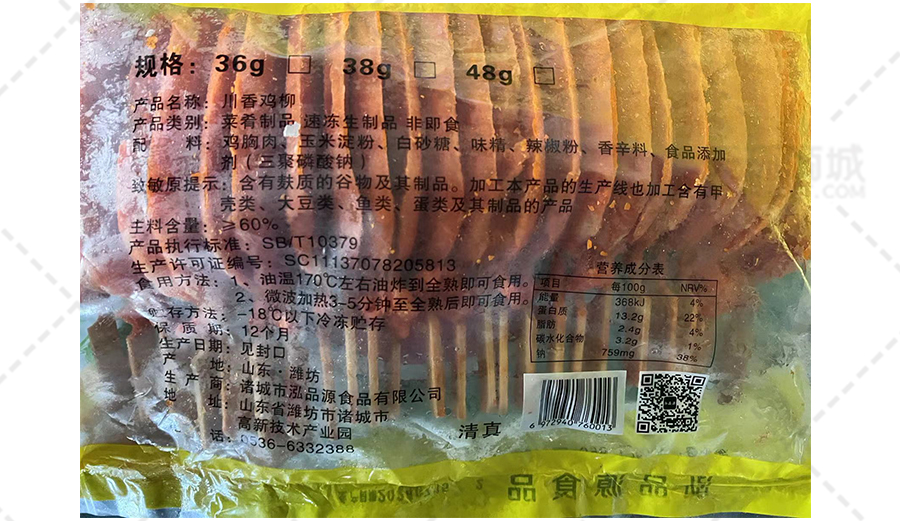 规格：36g □ 38g □ 48g □
产品名称：川香鸡柳
产品类别：菜肴制品 速冻生制品 非即食
配 料：鸡胸肉、玉米淀粉、白砂糖、味精、辣椒粉、香辛料、食品添加
剂（三聚磷酸钠）
致敏原提示：含有麸质的谷物及其制品。加工本产品的生产线也加工含有甲
壳类、大豆类、鱼类、蛋类及其制品的产品
主料含量：≥60%
产品执行标准：SB/T10379
生产许可证编号：SC11137078205813
食用方法：1、油温170℃左右油炸到全熟即可食用。
2、微波加热3-5分钟至全熟后即可食用。
贮存方法：-18℃以下冷冻贮存
保 质 期：12个月
生产日期：见封口
产 地：山东·潍坊
生 产 商：诸城市泓品源食品有限公司
地 址：山东省潍坊市诸城市
高新技术产业园
话：0536-6332388
清真
营养成分表
项目 每100g NRV%
能量 368kJ 4%
蛋白质 13.2g 22%
脂肪 2.4g 4%
碳水化合物 3.2g 1%
钠 759mg 38%
6 972940 760013
泓品源食品
城
.COM